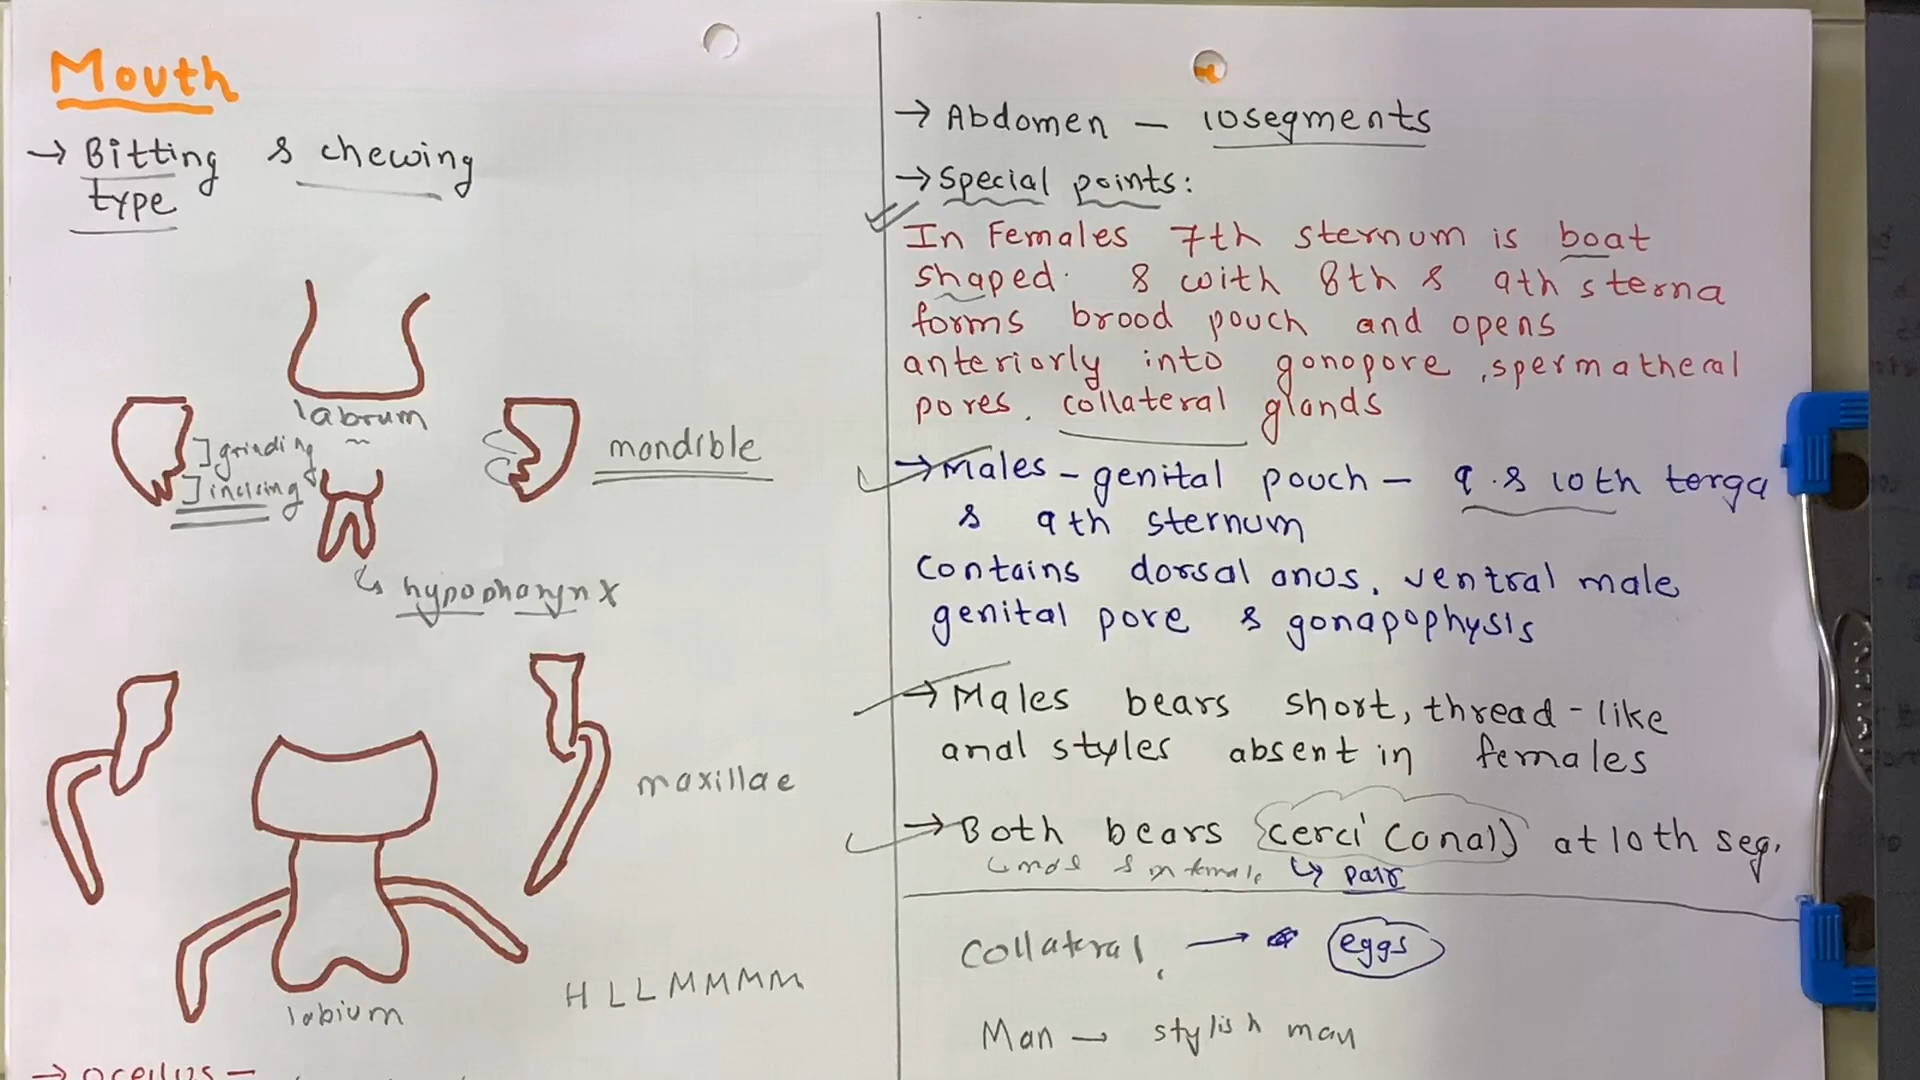 Mouth
→ Bitting & chewing
type
labrum
]grinding
]incising
mandible
hypopharynx
maxillae
labium
HLLMMMM
→ ocellus -
→ Abdomen - 10segments
→ Special points:
In Females 7th sternum is boat
shaped. & with 8th & 9th sterna
forms brood pouch and opens
anteriorly into gonopore, spermathecal
pores. collateral glands
→ Males - genital pouch - 9 & 10th terga
& 9th sternum
Contains dorsal anus, ventral male
genital pore & gonapophysis
→ Males bears short, thread-like
anal styles absent in females
→ Both bears cerci (anal) at 10th seg.
& in female ↳ pair
Collateral, → eggs
Man → stylish man